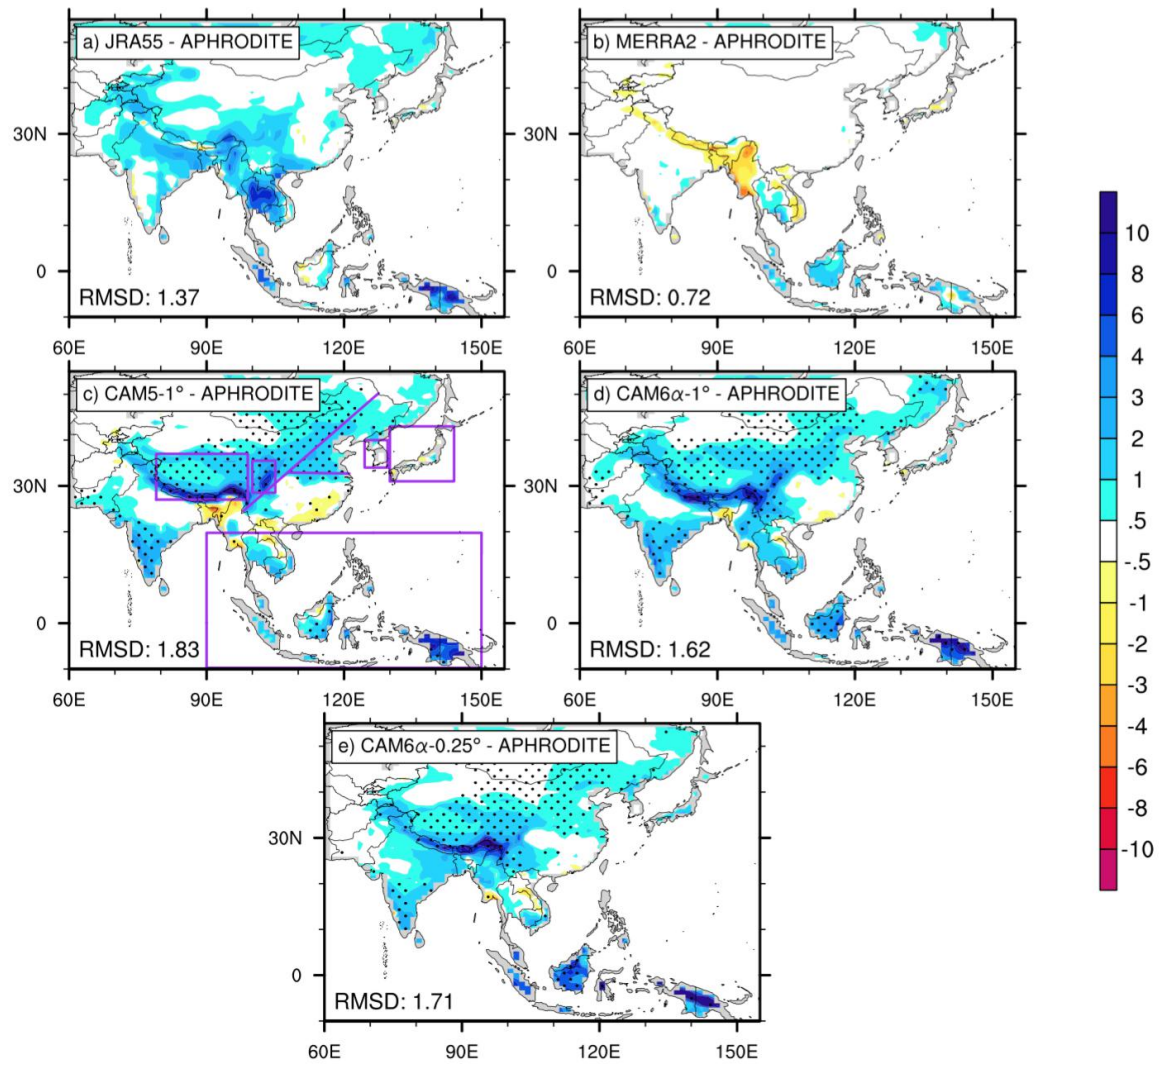 a) JRA55 - APHRODITE
30N
0
RMSD: 1.37
60E 90E 120E 150E
b) MERRA2 - APHRODITE
30N
0
RMSD: 0.72
60E 90E 120E 150E
c) CAM5-1° - APHRODITE
30N
0
RMSD: 1.83
60E 90E 120E 150E
d) CAM6α-1° - APHRODITE
30N
0
RMSD: 1.62
60E 90E 120E 150E
e) CAM6α-0.25° - APHRODITE
30N
0
RMSD: 1.71
60E 90E 120E 150E
10
8
6
4
3
2
1
.5
-.5
-1
-2
-3
-4
-6
-8
-10